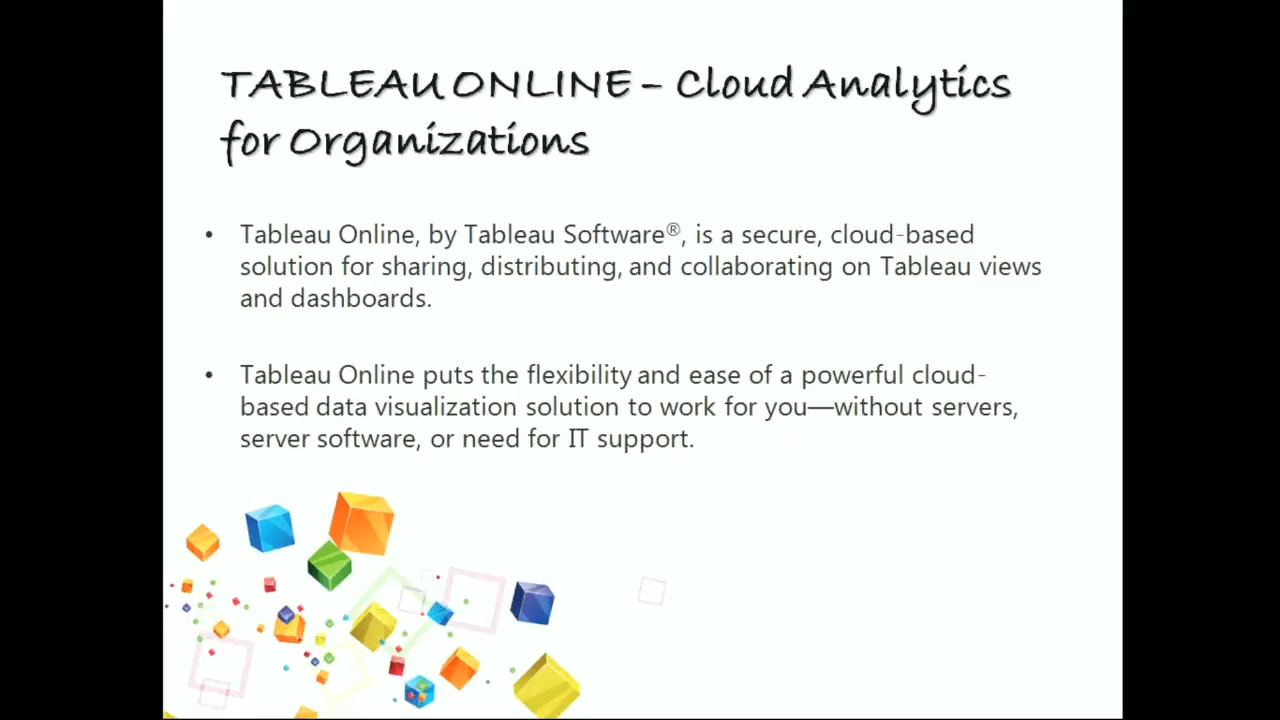 TABLEAU ONLINE – Cloud Analytics
for Organizations
• Tableau Online, by Tableau Software®, is a secure, cloud-based
solution for sharing, distributing, and collaborating on Tableau views
and dashboards.
• Tableau Online puts the flexibility and ease of a powerful cloud-
based data visualization solution to work for you—without servers,
server software, or need for IT support.